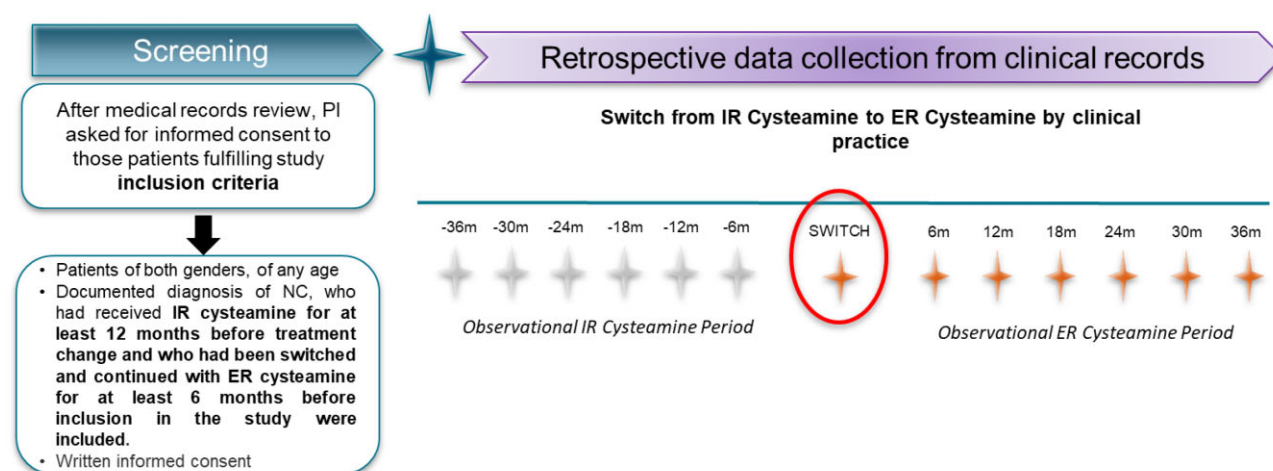 Screening
After medical records review, PI
asked for informed consent to
those patients fulfilling study
inclusion criteria
• Patients of both genders, of any age
• Documented diagnosis of NC, who
had received IR cysteamine for at
least 12 months before treatment
change and who had been switched
and continued with ER cysteamine
for at least 6 months before
inclusion in the study were
included.
• Written informed consent
Retrospective data collection from clinical records
Switch from IR Cysteamine to ER Cysteamine by clinical
practice
-36m -30m -24m -18m -12m -6m SWITCH 6m 12m 18m 24m 30m 36m
Observational IR Cysteamine Period
Observational ER Cysteamine Period